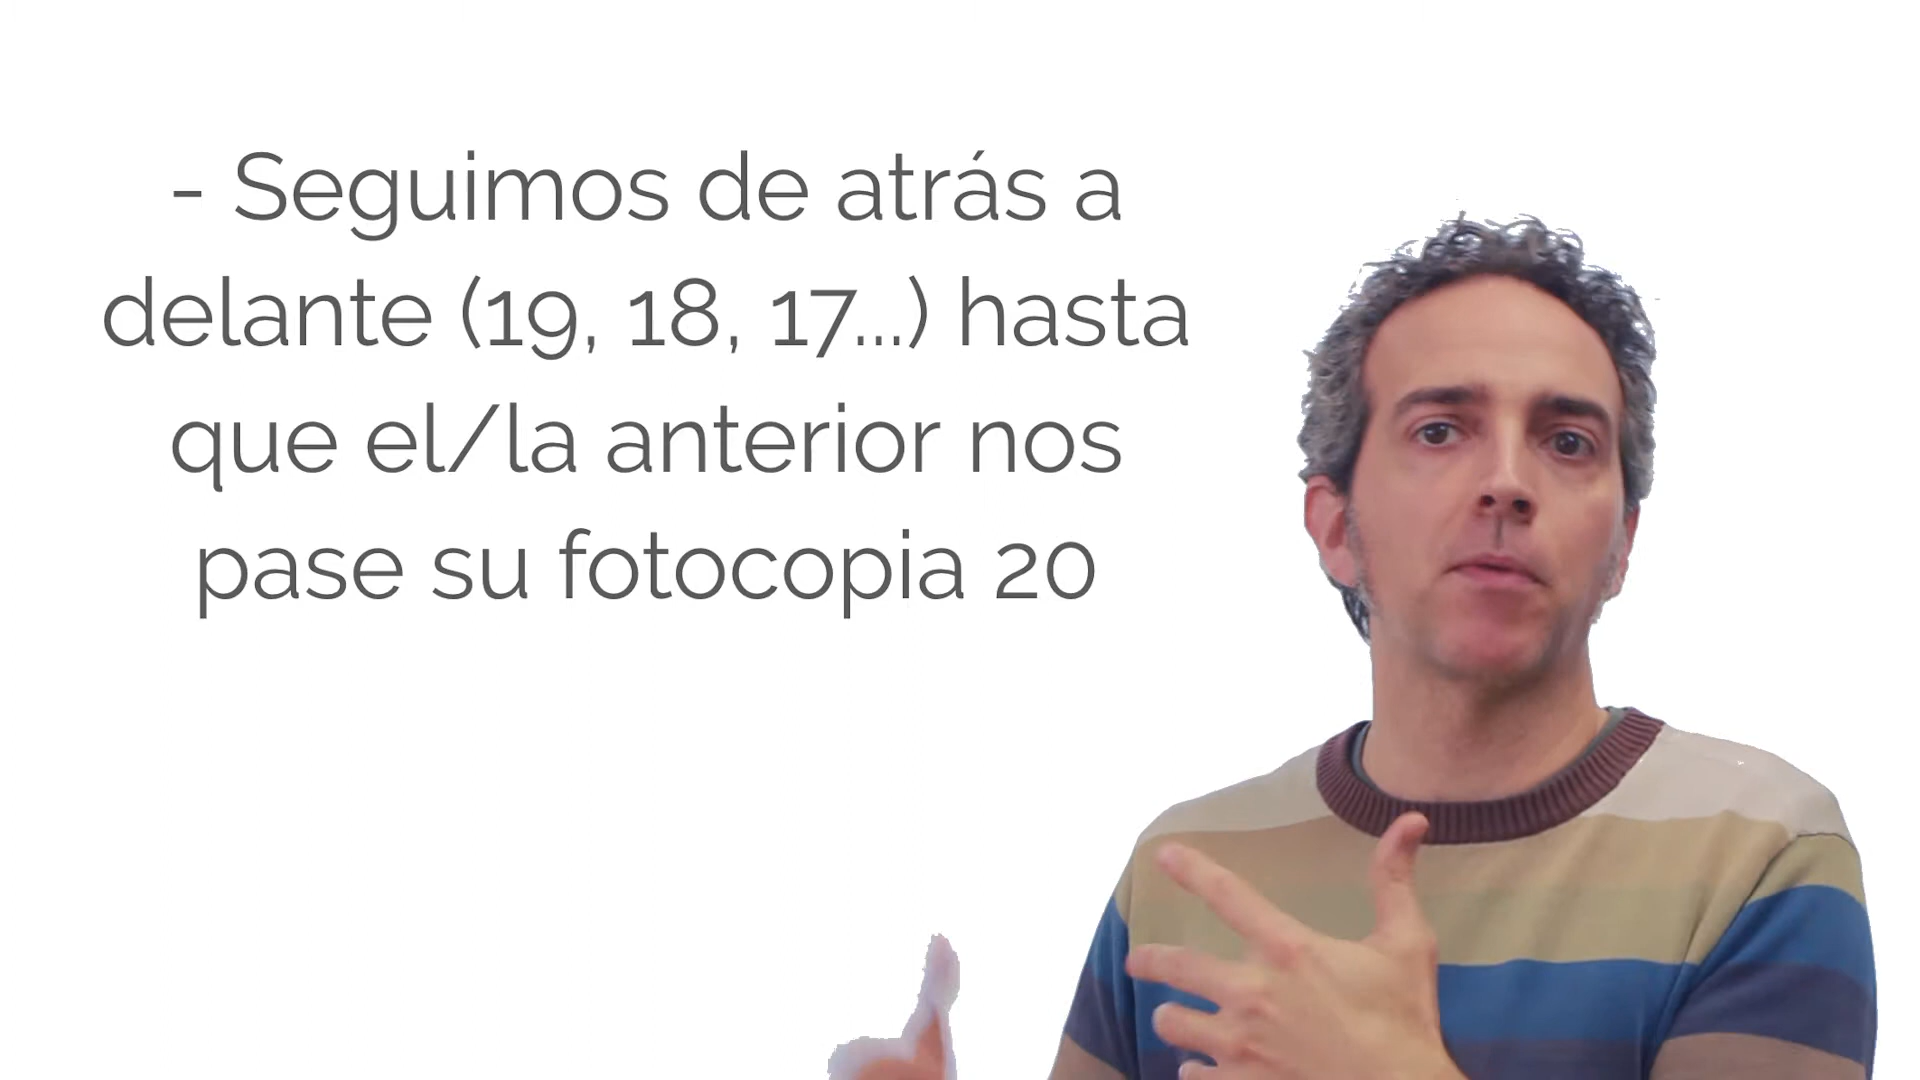 - Seguimos de atrás a
delante (19, 18, 17...) hasta
que el/la anterior nos
pase su fotocopia 20